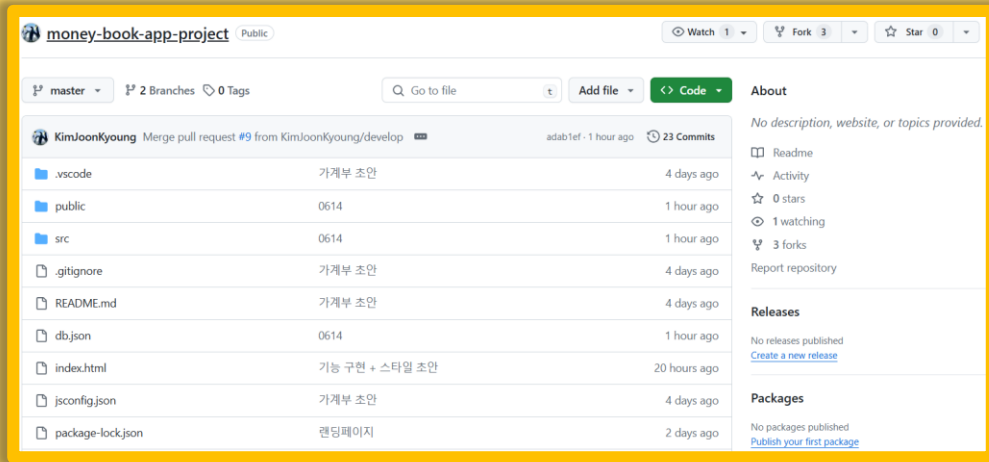 money-book-app-project Public
Watch 1 Fork 3 Star 0
master 2 Branches 0 Tags Go to file t Add file Code
KimJoonKyoung Merge pull request #9 from KimJoonKyoung/develop adab1ef · 1 hour ago 23 Commits
.vscode 가계부 초안 4 days ago
public 0614 1 hour ago
src 0614 1 hour ago
.gitignore 가계부 초안 4 days ago
README.md 가계부 초안 4 days ago
db.json 0614 1 hour ago
index.html 기능 구현 + 스타일 초안 20 hours ago
jsconfig.json 가계부 초안 4 days ago
package-lock.json 랜딩페이지 2 days ago
About
No description, website, or topics provided.
Readme
Activity
0 stars
1 watching
3 forks
Report repository
Releases
No releases published
Create a new release
Packages
No packages published
Publish your first package